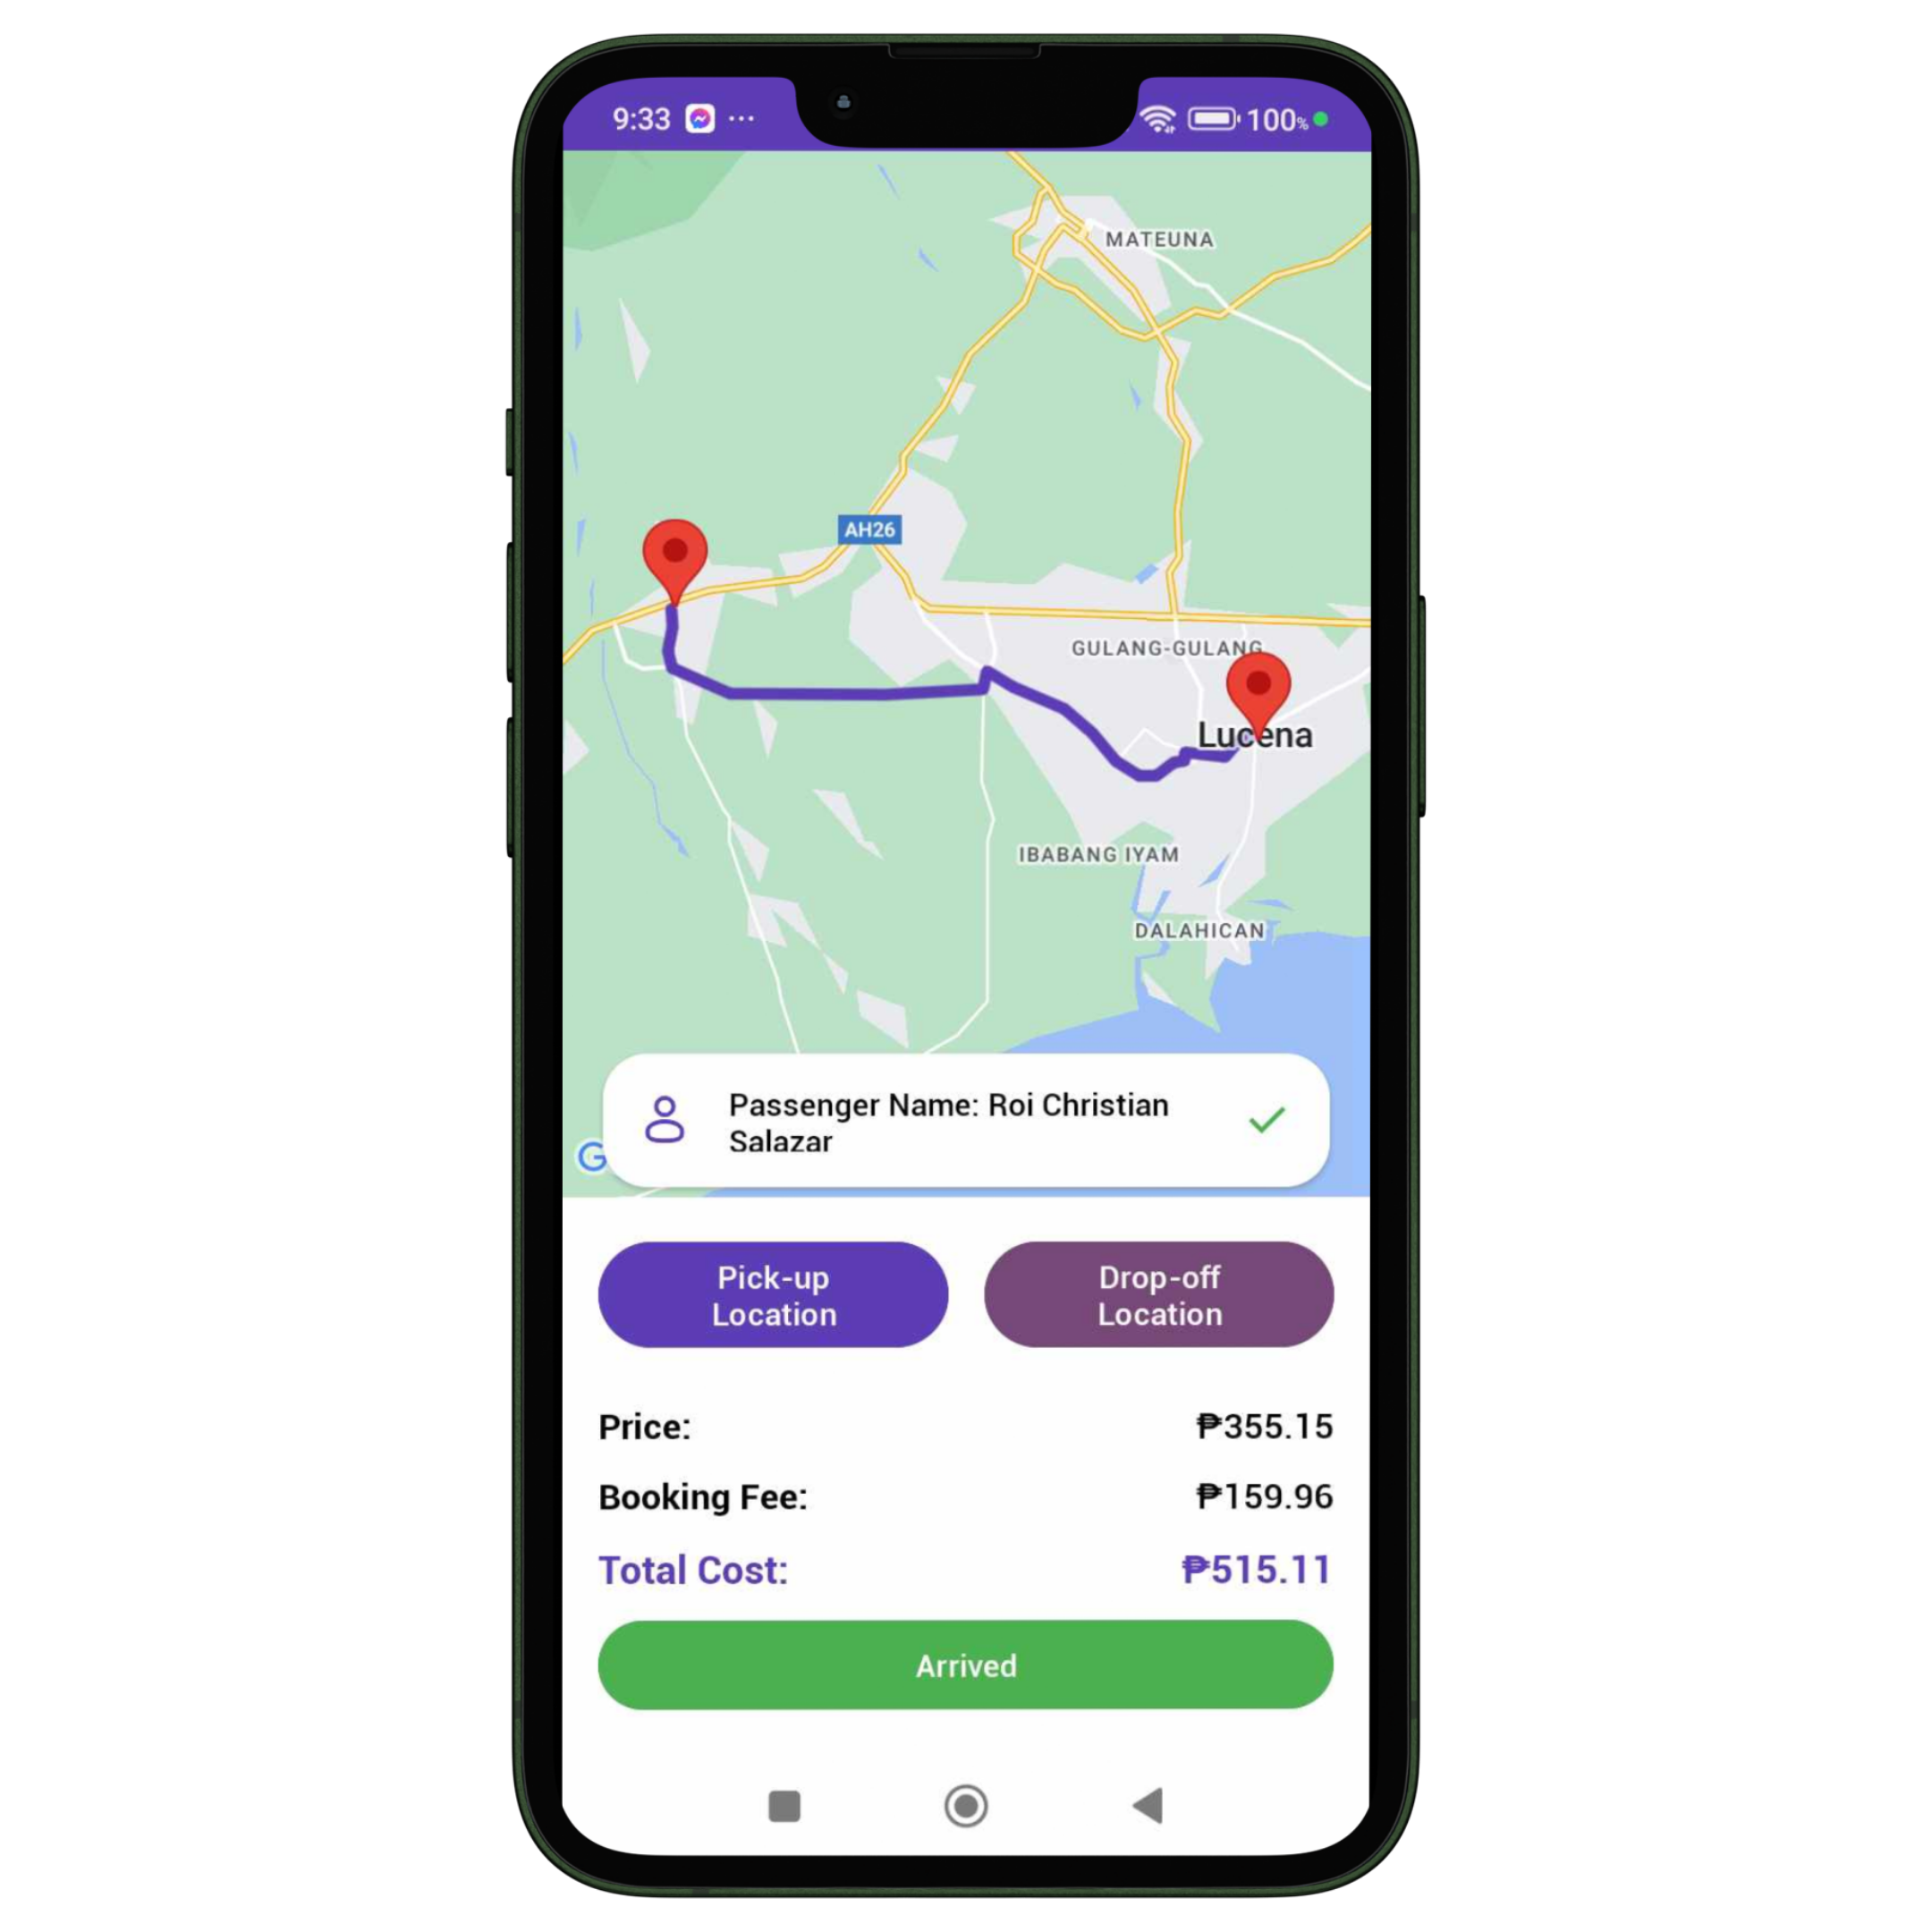 9:33 ... 100%
MATEUNA
AH26
GULANG-GULANG
Lucena
IBABANG IYAM
DALAHICAN
Passenger Name: Roi Christian
Salazar
G
Pick-up
Location
Drop-off
Location
Price: ₱355.15
Booking Fee: ₱159.96
Total Cost: ₱515.11
Arrived